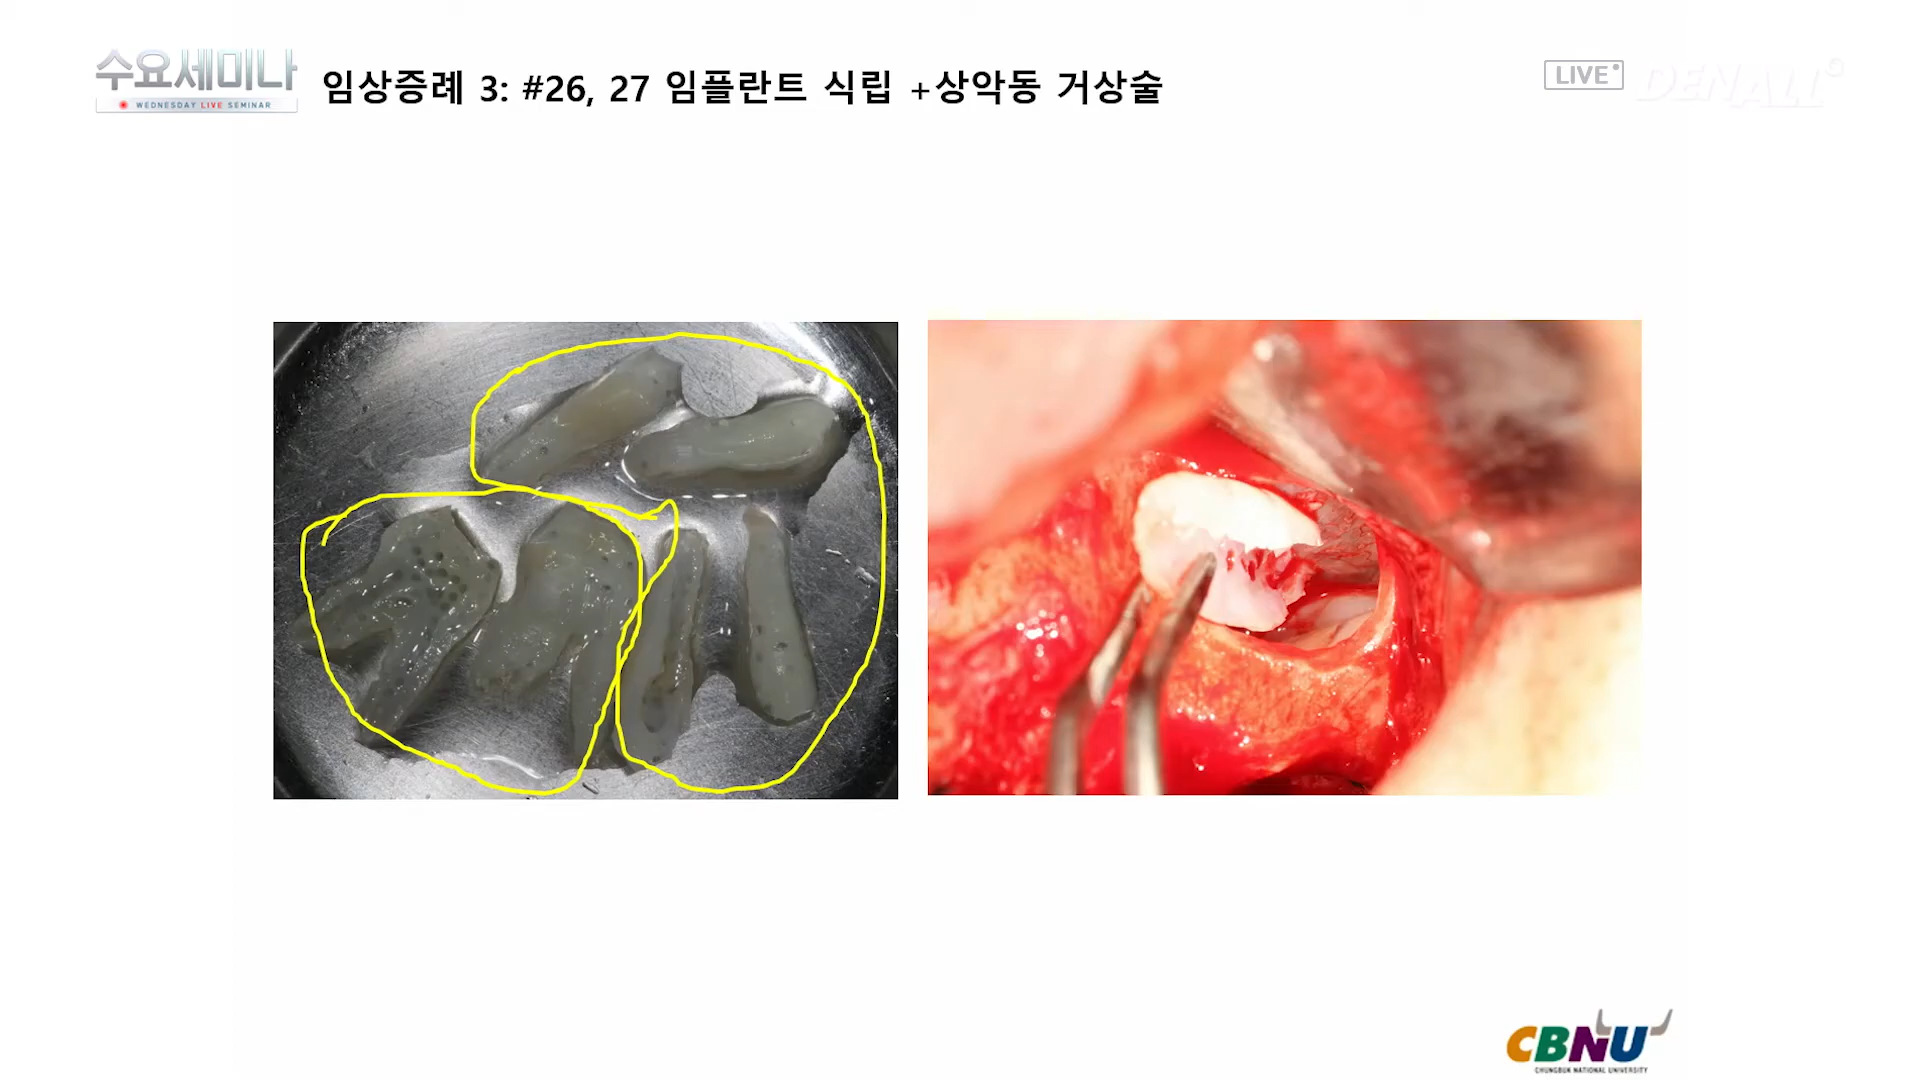 수요세미나
WEDNESDAY LIVE SEMINAR
임상증례 3: #26, 27 임플란트 식립 +상악동 거상술
LIVE
DENALL
CBNU
CHUNGBUK NATIONAL UNIVERSITY